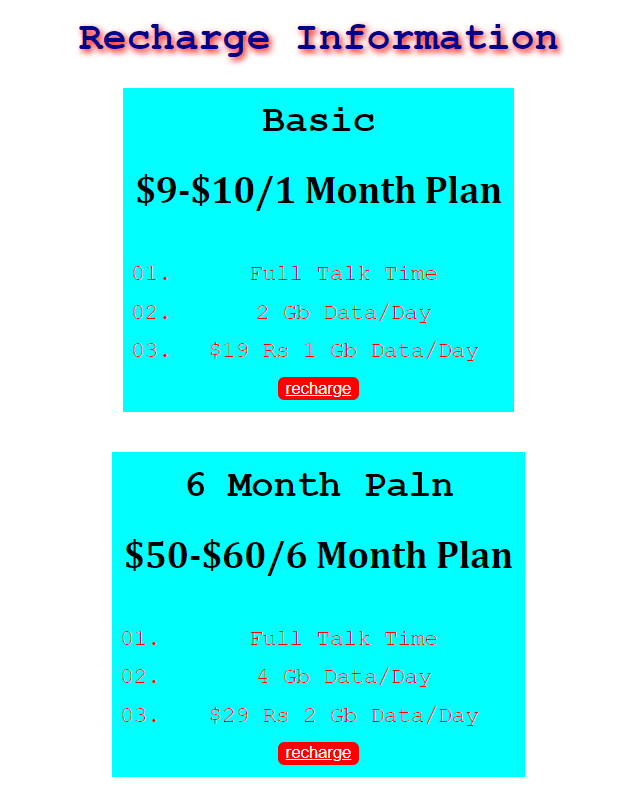 Recharge Information
Basic
$9-$10/1 Month Plan
01. Full Talk Time
02. 2 Gb Data/Day
03. $19 Rs 1 Gb Data/Day
recharge
6 Month Paln
$50-$60/6 Month Plan
01. Full Talk Time
02. 4 Gb Data/Day
03. $29 Rs 2 Gb Data/Day
recharge